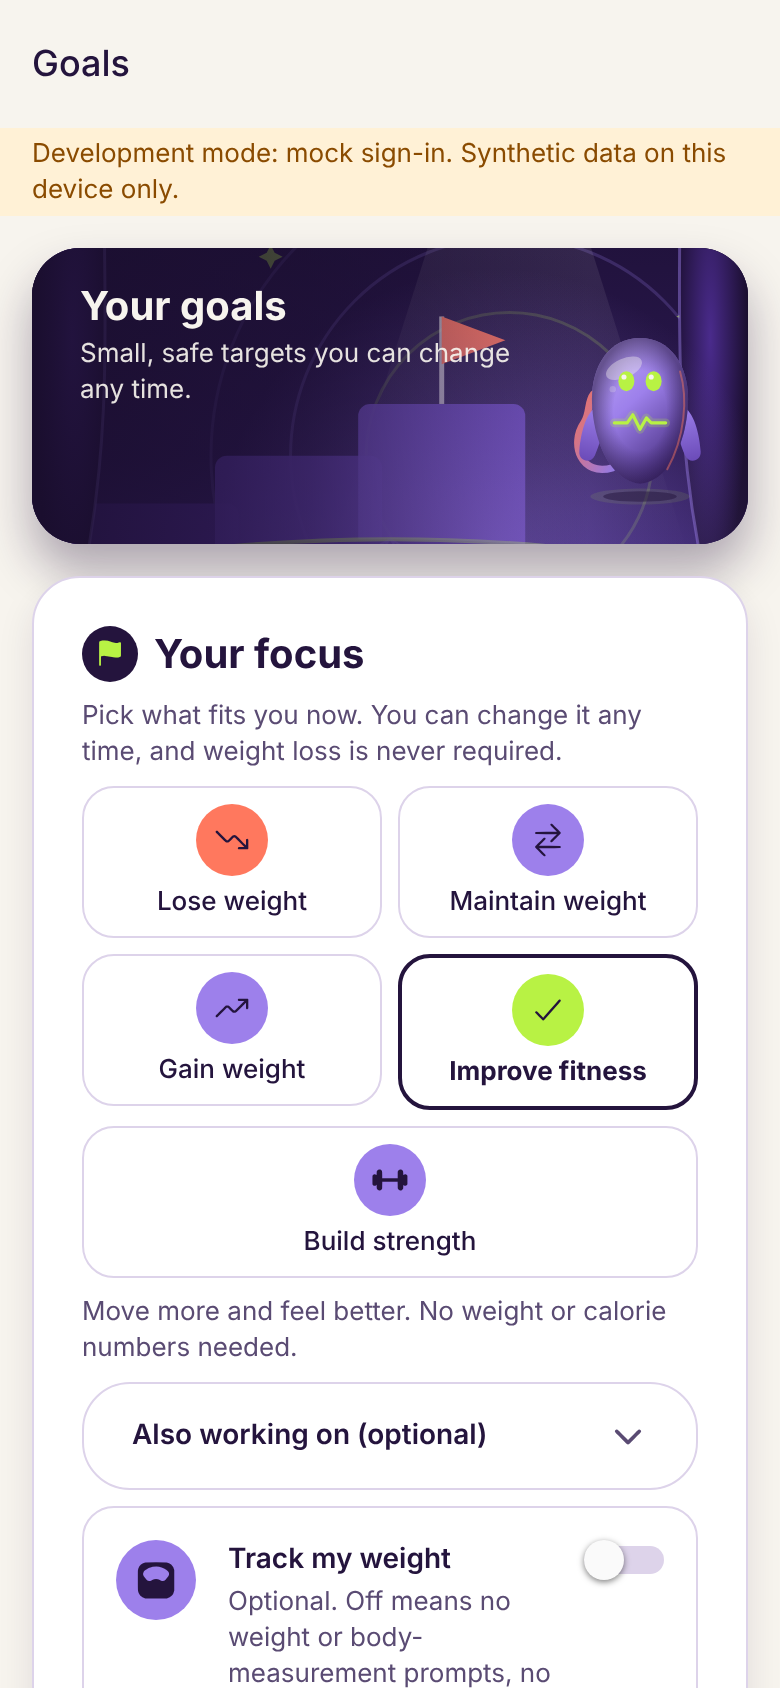 Goals
Development mode: mock sign-in. Synthetic data on this
device only.
Your goals
Small, safe targets you can change
any time.
Your focus
Pick what fits you now. You can change it any
time, and weight loss is never required.
Lose weight
Maintain weight
Gain weight
Improve fitness
Build strength
Move more and feel better. No weight or calorie
numbers needed.
Also working on (optional)
Track my weight
Optional. Off means no
weight or body-
measurement prompts, no